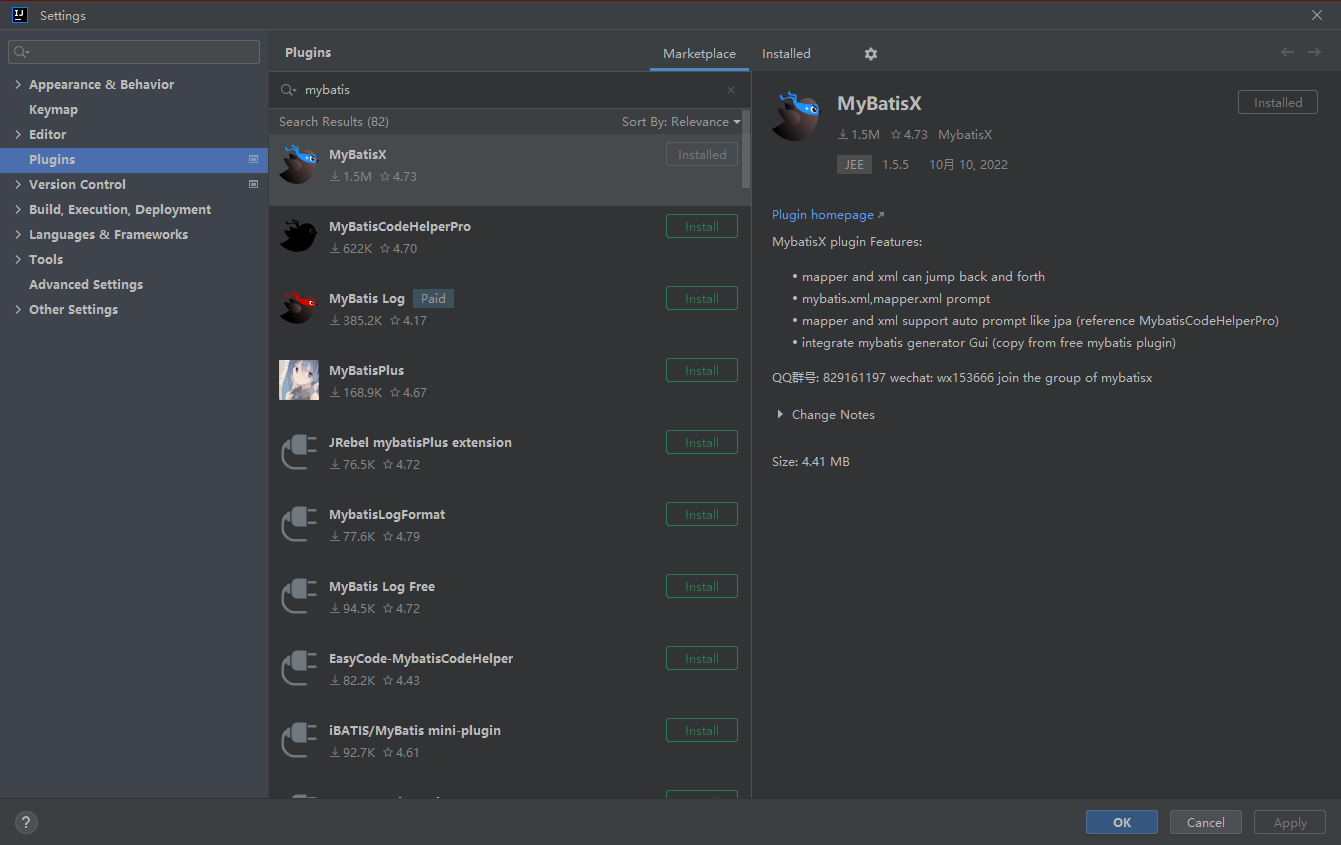 Settings
Plugins
Marketplace
Installed
Appearance & Behavior
Keymap
Editor
Plugins
Version Control
Build, Execution, Deployment
Languages & Frameworks
Tools
Advanced Settings
Other Settings
mybatis
Search Results (82)
Sort By: Relevance
MyBatisX
Installed
1.5M 4.73
MyBatisCodeHelperPro
Install
622K 4.70
MyBatis Log Paid
Install
385.2K 4.17
MyBatisPlus
Install
168.9K 4.67
JRebel mybatisPlus extension
Install
76.5K 4.72
MybatisLogFormat
Install
77.6K 4.79
MyBatis Log Free
Install
94.5K 4.72
EasyCode-MybatisCodeHelper
Install
82.2K 4.43
iBATIS/MyBatis mini-plugin
Install
92.7K 4.61
MyBatisX
Installed
1.5M 4.73 MybatisX
JEE 1.5.5 10月 10, 2022
Plugin homepage
MybatisX plugin Features:
• mapper and xml can jump back and forth
• mybatis.xml,mapper.xml prompt
• mapper and xml support auto prompt like jpa (reference MybatisCodeHelperPro)
• integrate mybatis generator Gui (copy from free mybatis plugin)
QQ群号: 829161197 wechat: wx153666 join the group of mybatisx
Change Notes
Size: 4.41 MB
?
OK
Cancel
Apply